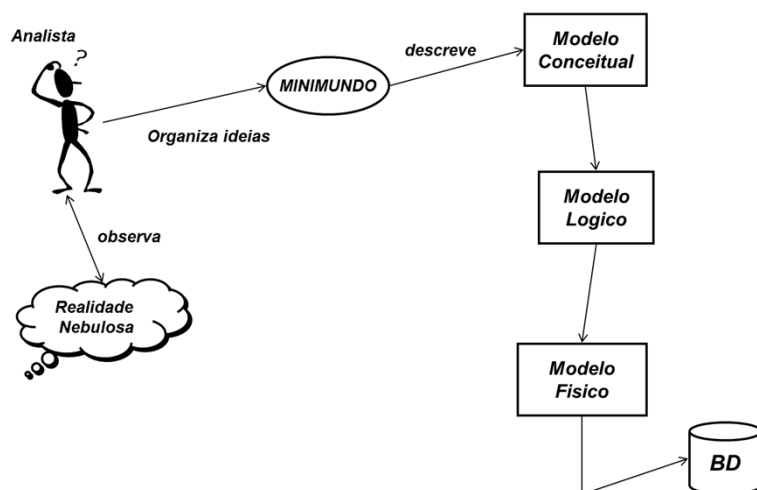 Analista
?
Organiza ideias
observa
Realidade
Nebulosa
MINIMUNDO
descreve
Modelo
Conceitual
Modelo
Logico
Modelo
Fisico
BD